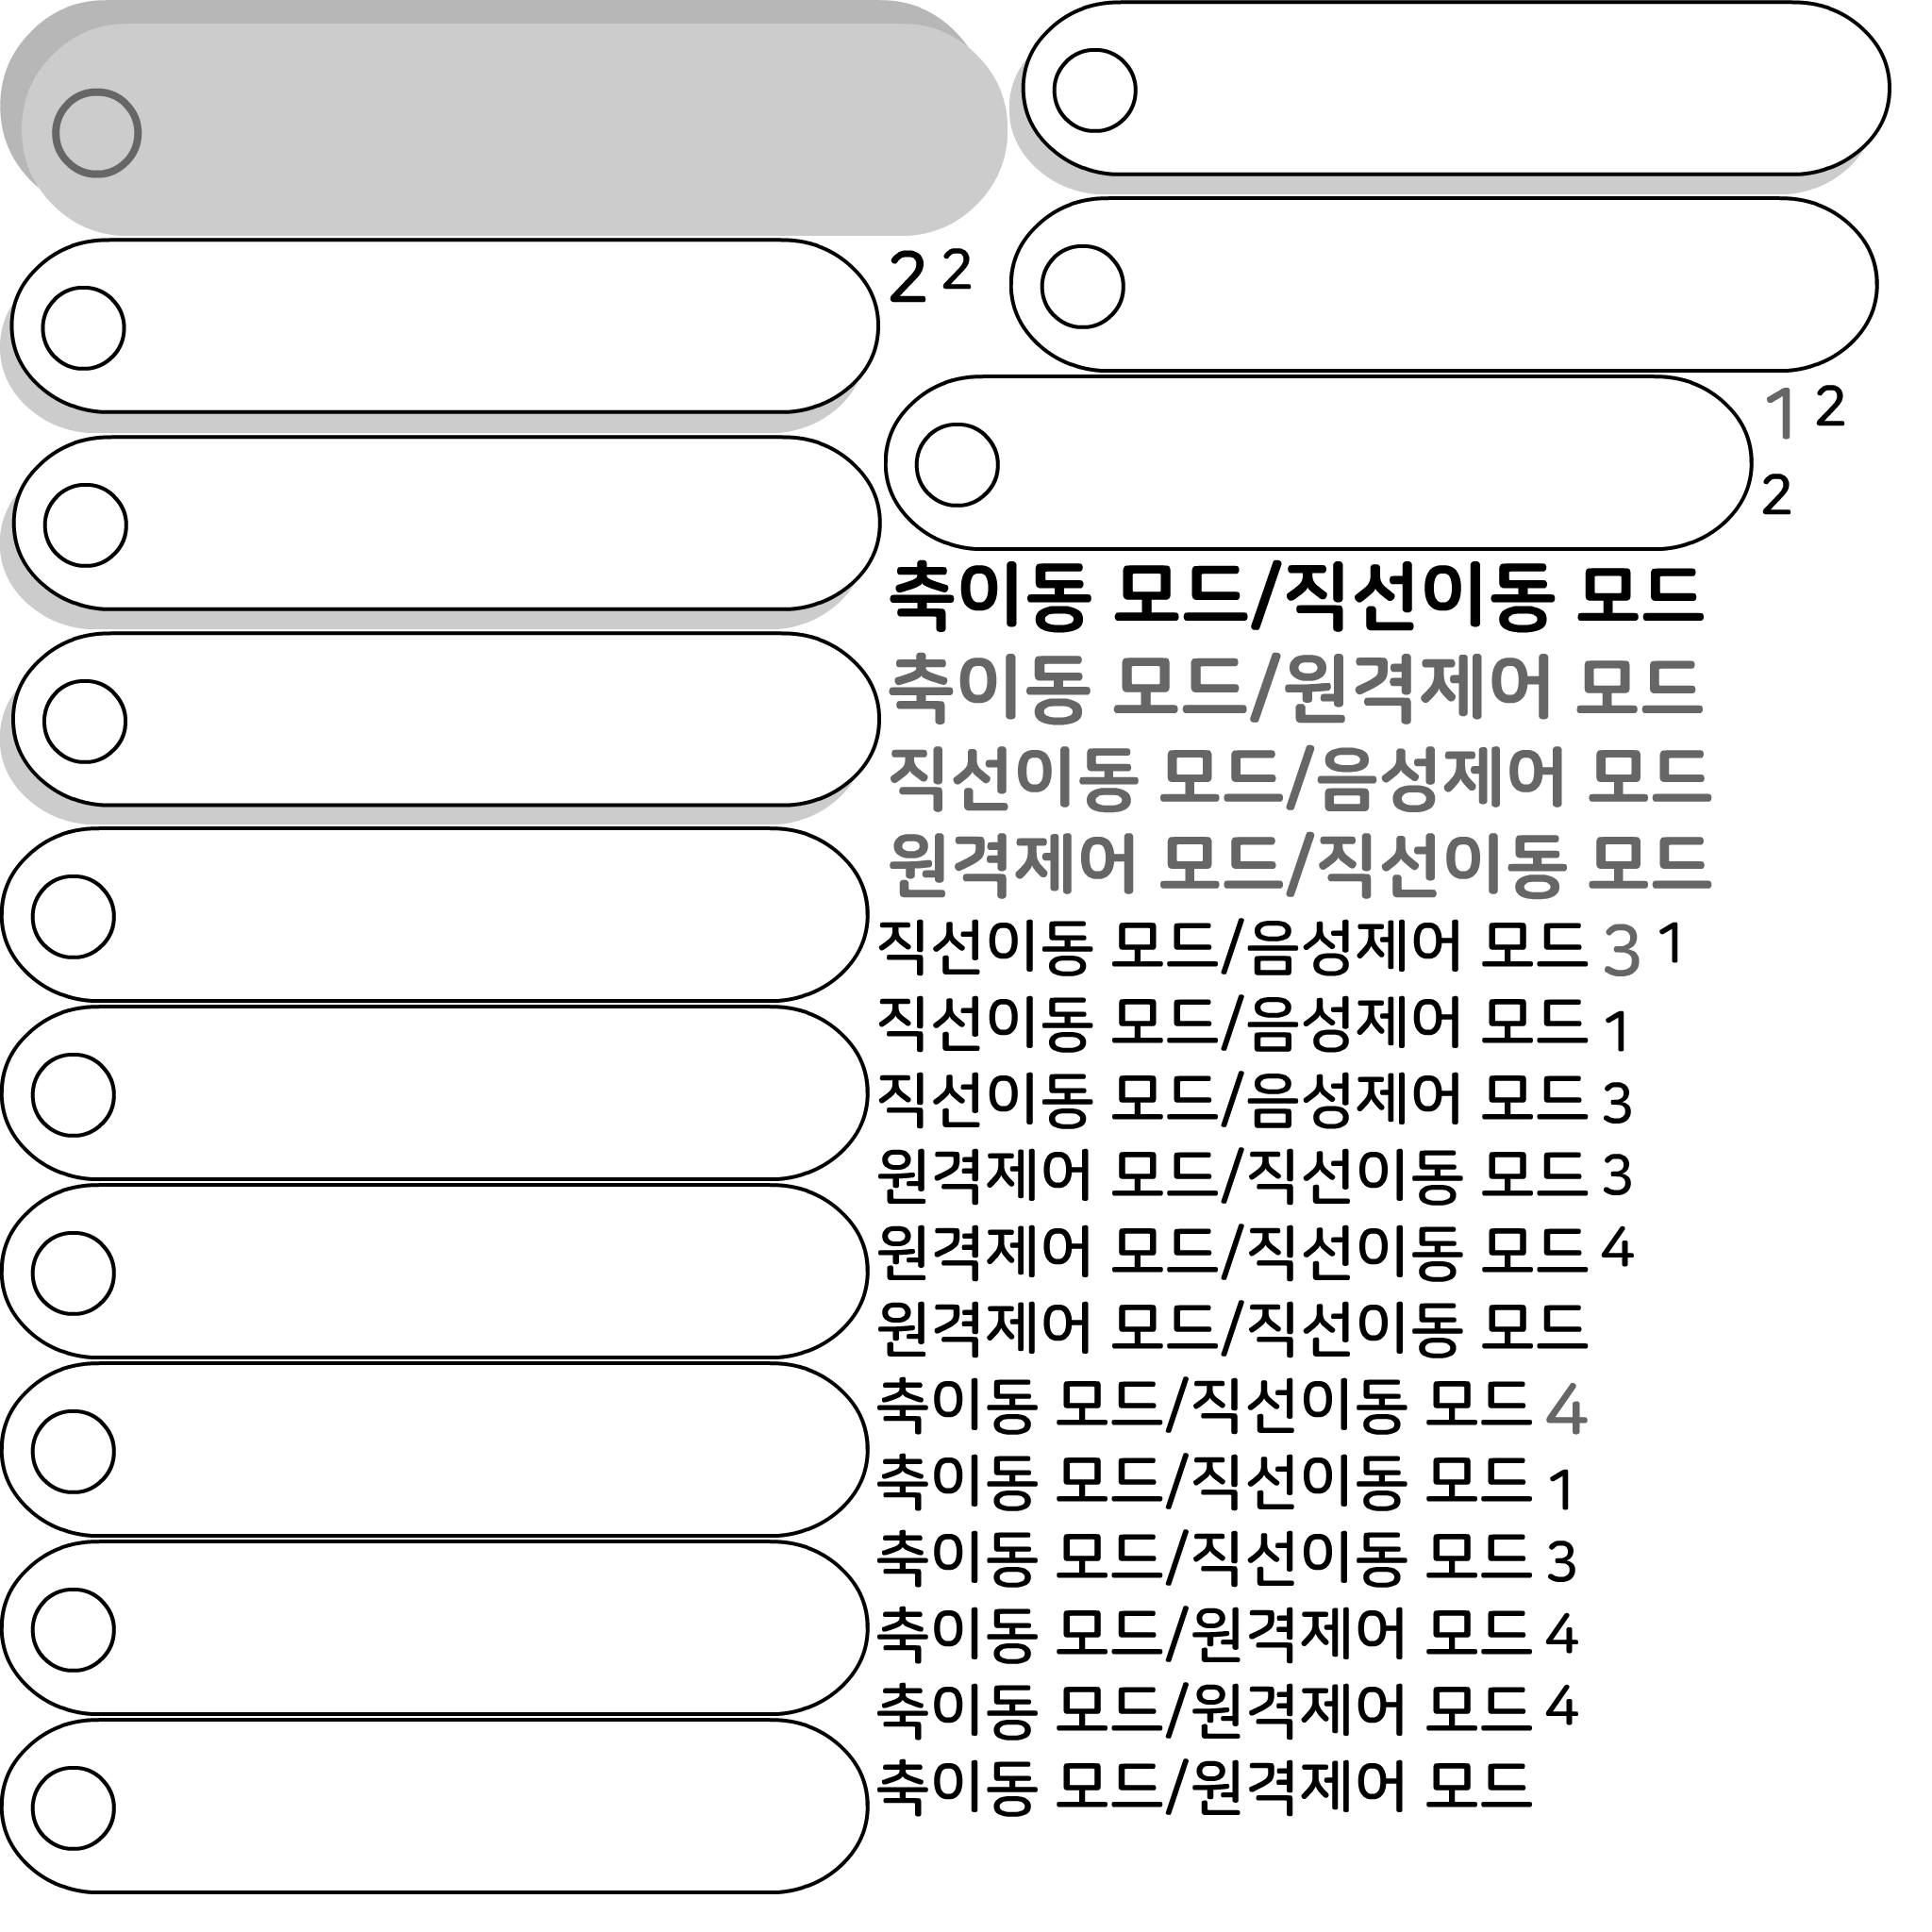 2 2
1 2
2
축이동 모드/직선이동 모드
축이동 모드/원격제어 모드
직선이동 모드/음성제어 모드
원격제어 모드/직선이동 모드
직선이동 모드/음성제어 모드 3 1
직선이동 모드/음성제어 모드 1
직선이동 모드/음성제어 모드 3
원격제어 모드/직선이동 모드 3
원격제어 모드/직선이동 모드 4
원격제어 모드/직선이동 모드
축이동 모드/직선이동 모드 4
축이동 모드/직선이동 모드 1
축이동 모드/직선이동 모드 3
축이동 모드/원격제어 모드 4
축이동 모드/원격제어 모드 4
축이동 모드/원격제어 모드